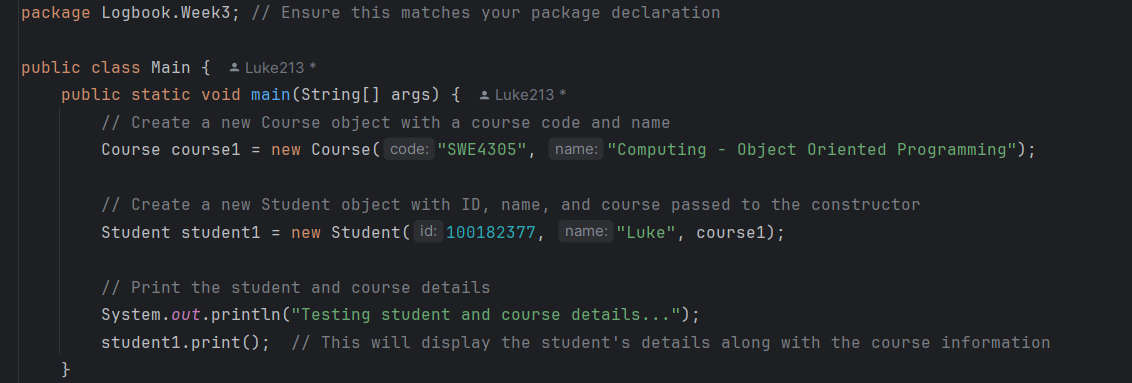 package Logbook.Week3; // Ensure this matches your package declaration
public class Main { Luke213 *
public static void main(String[] args) { Luke213 *
// Create a new Course object with a course code and name
Course course1 = new Course( code: "SWE4305", name: "Computing - Object Oriented Programming");
// Create a new Student object with ID, name, and course passed to the constructor
Student student1 = new Student( id: 100182377, name: "Luke", course1);
// Print the student and course details
System.out.println("Testing student and course details...");
student1.print(); // This will display the student's details along with the course information
}